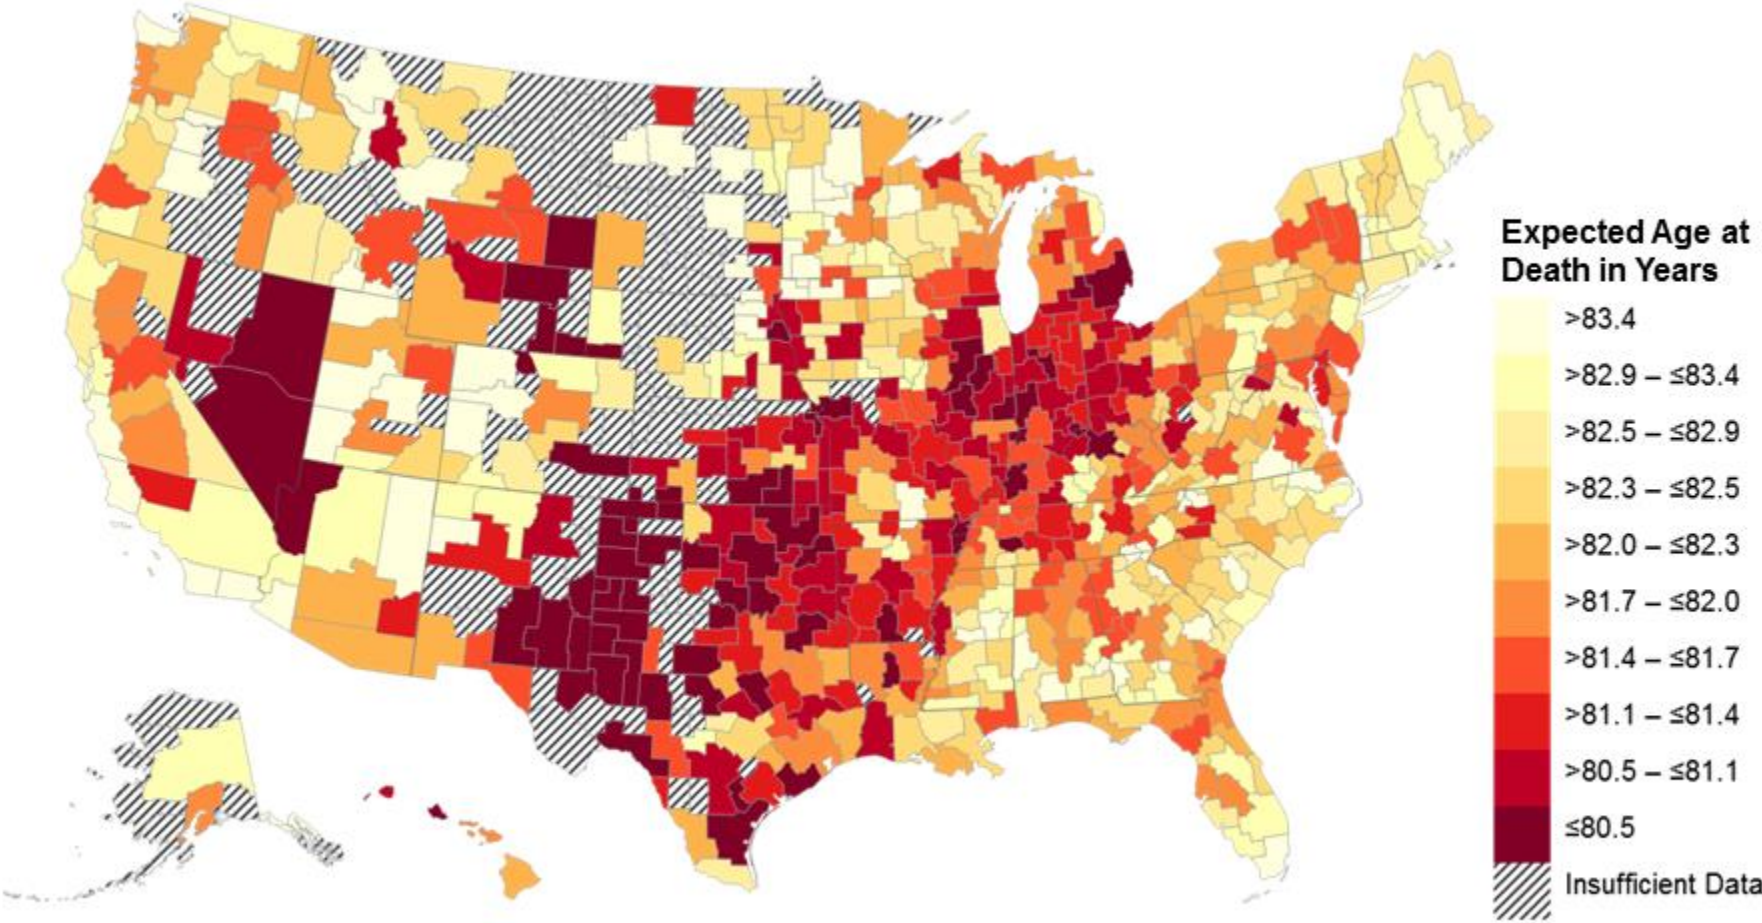 Expected Age at
Death in Years
>83.4
>82.9 – ≤83.4
>82.5 – ≤82.9
>82.3 – ≤82.5
>82.0 – ≤82.3
>81.7 – ≤82.0
>81.4 – ≤81.7
>81.1 – ≤81.4
>80.5 – ≤81.1
≤80.5
Insufficient Data